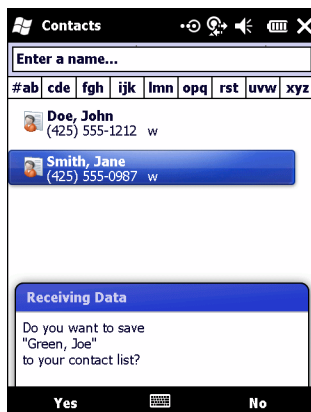 Contacts
Enter a name...
#ab cde fgh ijk lmn opq rst uvw xyz
Doe, John
(425) 555-1212 w
Smith, Jane
(425) 555-0987 w
Receiving Data
Do you want to save
"Green, Joe"
to your contact list?
Yes No